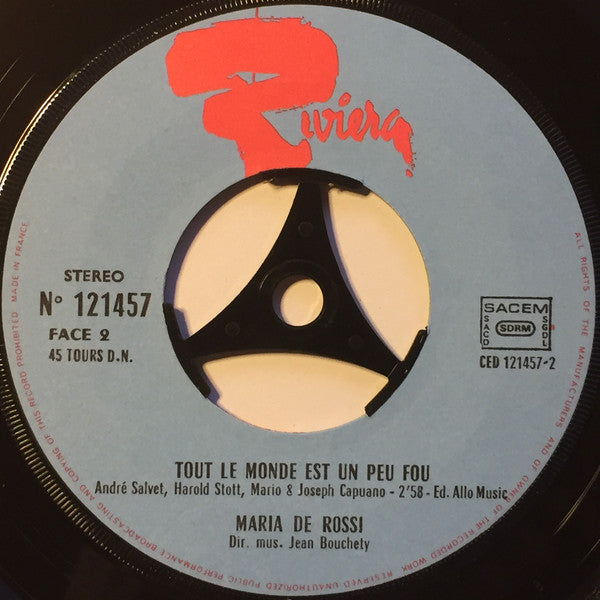 Riviera
STEREO
N° 121457
FACE 2
45 TOURS D.N.
SACEM
SACD
SDRM
SGDL
CED 121457-2
TOUT LE MONDE EST UN PEU FOU
André Salvet, Harold Stott, Mario & Joseph Capuano - 2'58 - Ed. Allo Music
MARIA DE ROSSI
Dir. mus. Jean Bouchety
ALL RIGHTS OF THE MANUFACTURERS AND OF OWNER OF THE RECORDED WORK RESERVED UNAUTHORIZED PUBLIC PERFORMANCE BROADCASTING AND COPYING OF THIS RECORD PROHIBITED MADE IN FRANCE